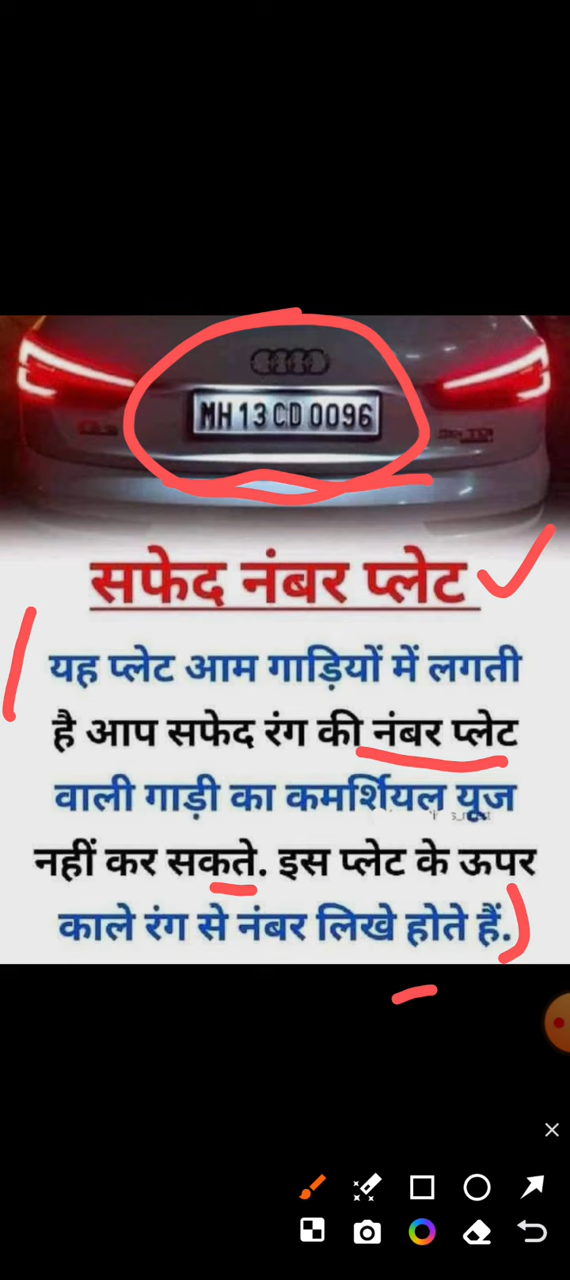 MH 13 CD 0096
सफेद नंबर प्लेट
यह प्लेट आम गाड़ियों में लगती
है आप सफेद रंग की नंबर प्लेट
वाली गाड़ी का कमर्शियल यूज
नहीं कर सकते. इस प्लेट के ऊपर
काले रंग से नंबर लिखे होते हैं.